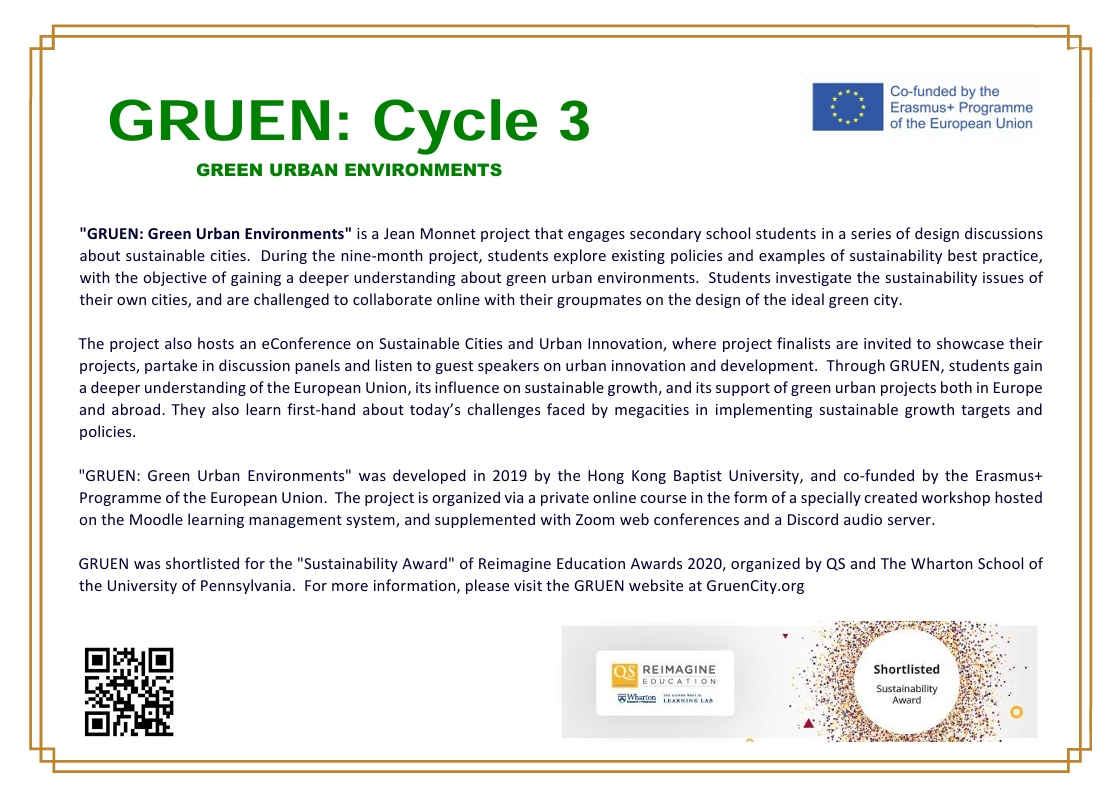 GRUEN: Cycle 3
GREEN URBAN ENVIRONMENTS
Co-funded by the
Erasmus+ Programme
of the European Union
"GRUEN: Green Urban Environments" is a Jean Monnet project that engages secondary school students in a series of design discussions
about sustainable cities.  During the nine-month project, students explore existing policies and examples of sustainability best practice,
with the objective of gaining a deeper understanding about green urban environments.  Students investigate the sustainability issues of
their own cities, and are challenged to collaborate online with their groupmates on the design of the ideal green city.
The project also hosts an eConference on Sustainable Cities and Urban Innovation, where project finalists are invited to showcase their
projects, partake in discussion panels and listen to guest speakers on urban innovation and development.  Through GRUEN, students gain
a deeper understanding of the European Union, its influence on sustainable growth, and its support of green urban projects both in Europe
and abroad. They also learn first-hand about today’s challenges faced by megacities in implementing sustainable growth targets and
policies.
"GRUEN: Green Urban Environments" was developed in 2019 by the Hong Kong Baptist University, and co-funded by the Erasmus+
Programme of the European Union.  The project is organized via a private online course in the form of a specially created workshop hosted
on the Moodle learning management system, and supplemented with Zoom web conferences and a Discord audio server.
GRUEN was shortlisted for the "Sustainability Award" of Reimagine Education Awards 2020, organized by QS and The Wharton School of
the University of Pennsylvania.  For more information, please visit the GRUEN website at GruenCity.org
QS REIMAGINE
EDUCATION
Wharton
LEARNING LAB
Shortlisted
Sustainability
Award